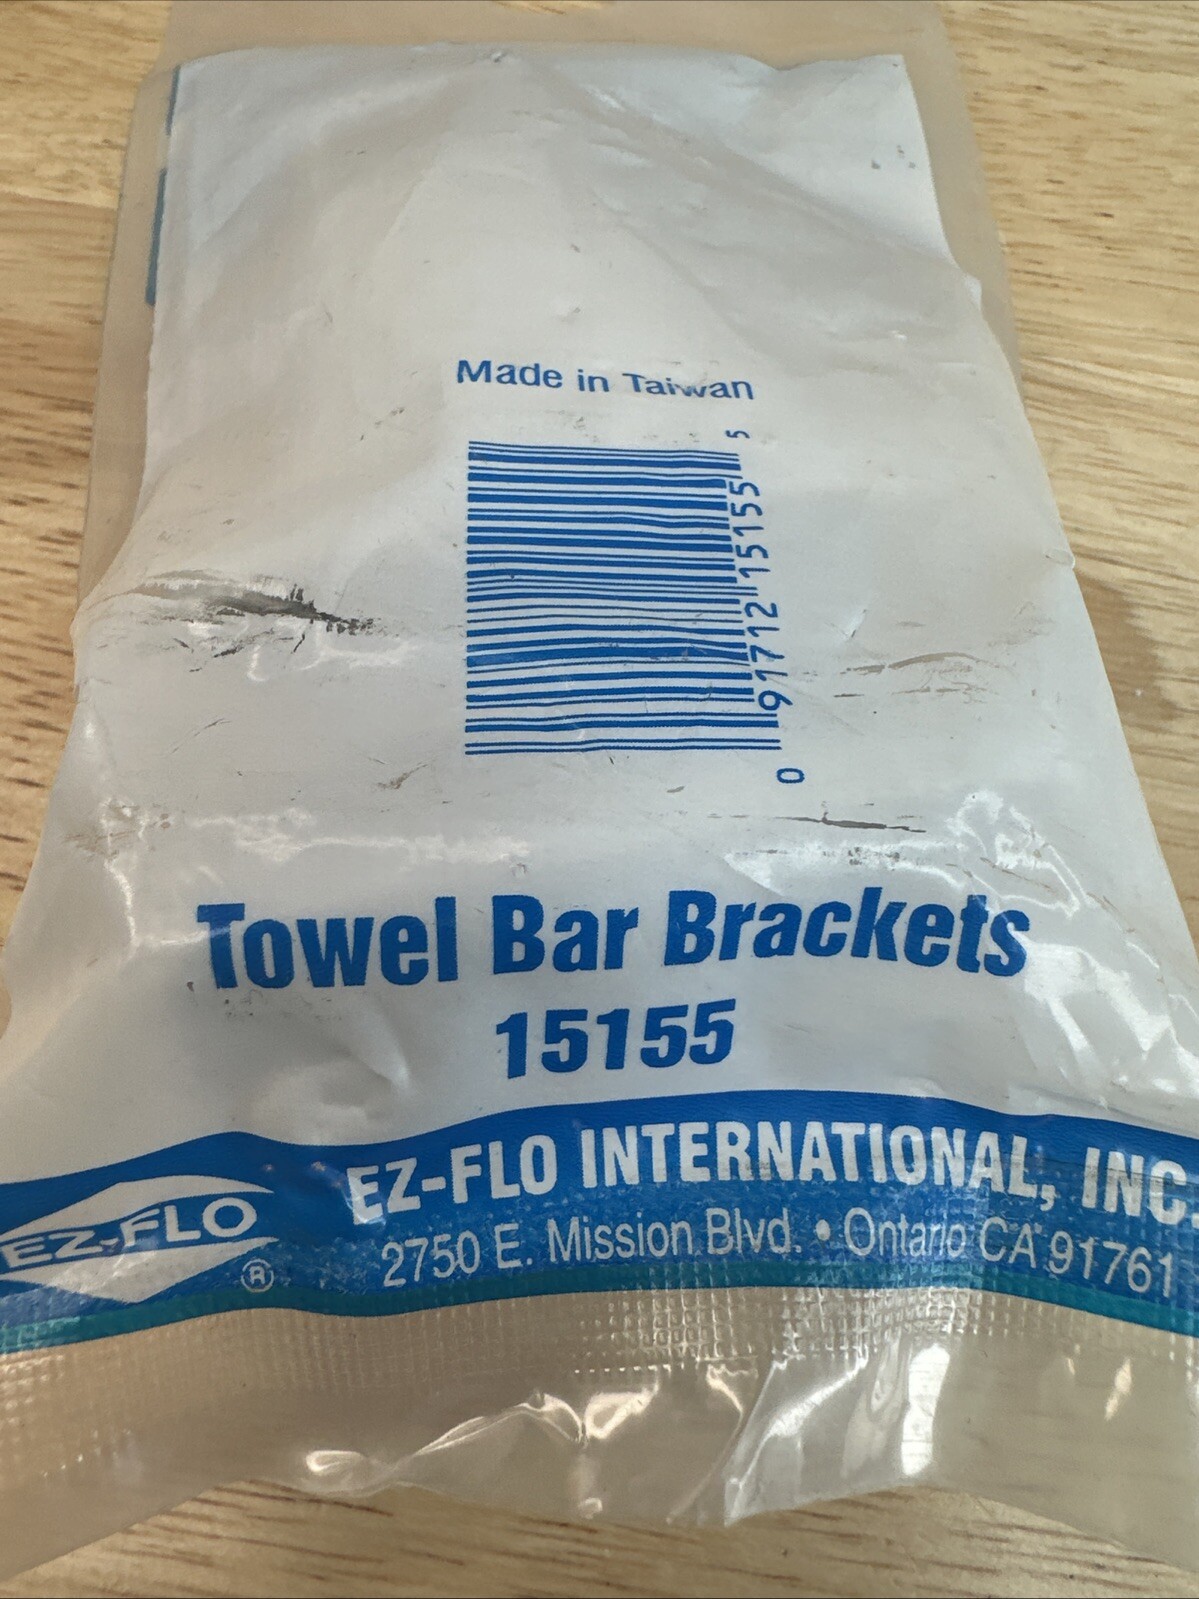 Made in Taiwan
0 91712 15155 5
Towel Bar Brackets
15155
EZ-FLO INTERNATIONAL, INC.
2750 E. Mission Blvd. • Ontario CA 91761
EZ-FLO
®